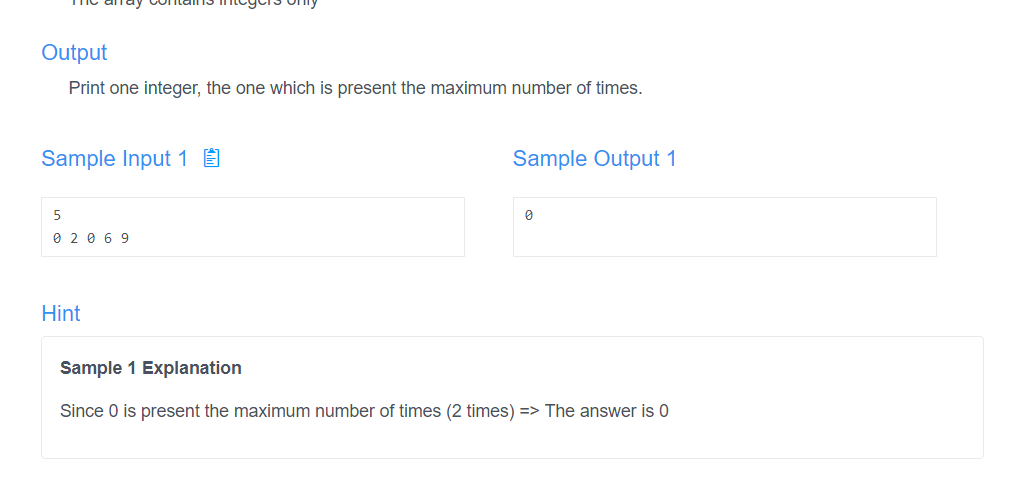 The array contains integers only
Output
Print one integer, the one which is present the maximum number of times.
Sample Input 1
Sample Output 1
5
0 2 0 6 9
0
Hint
Sample 1 Explanation
Since 0 is present the maximum number of times (2 times) => The answer is 0